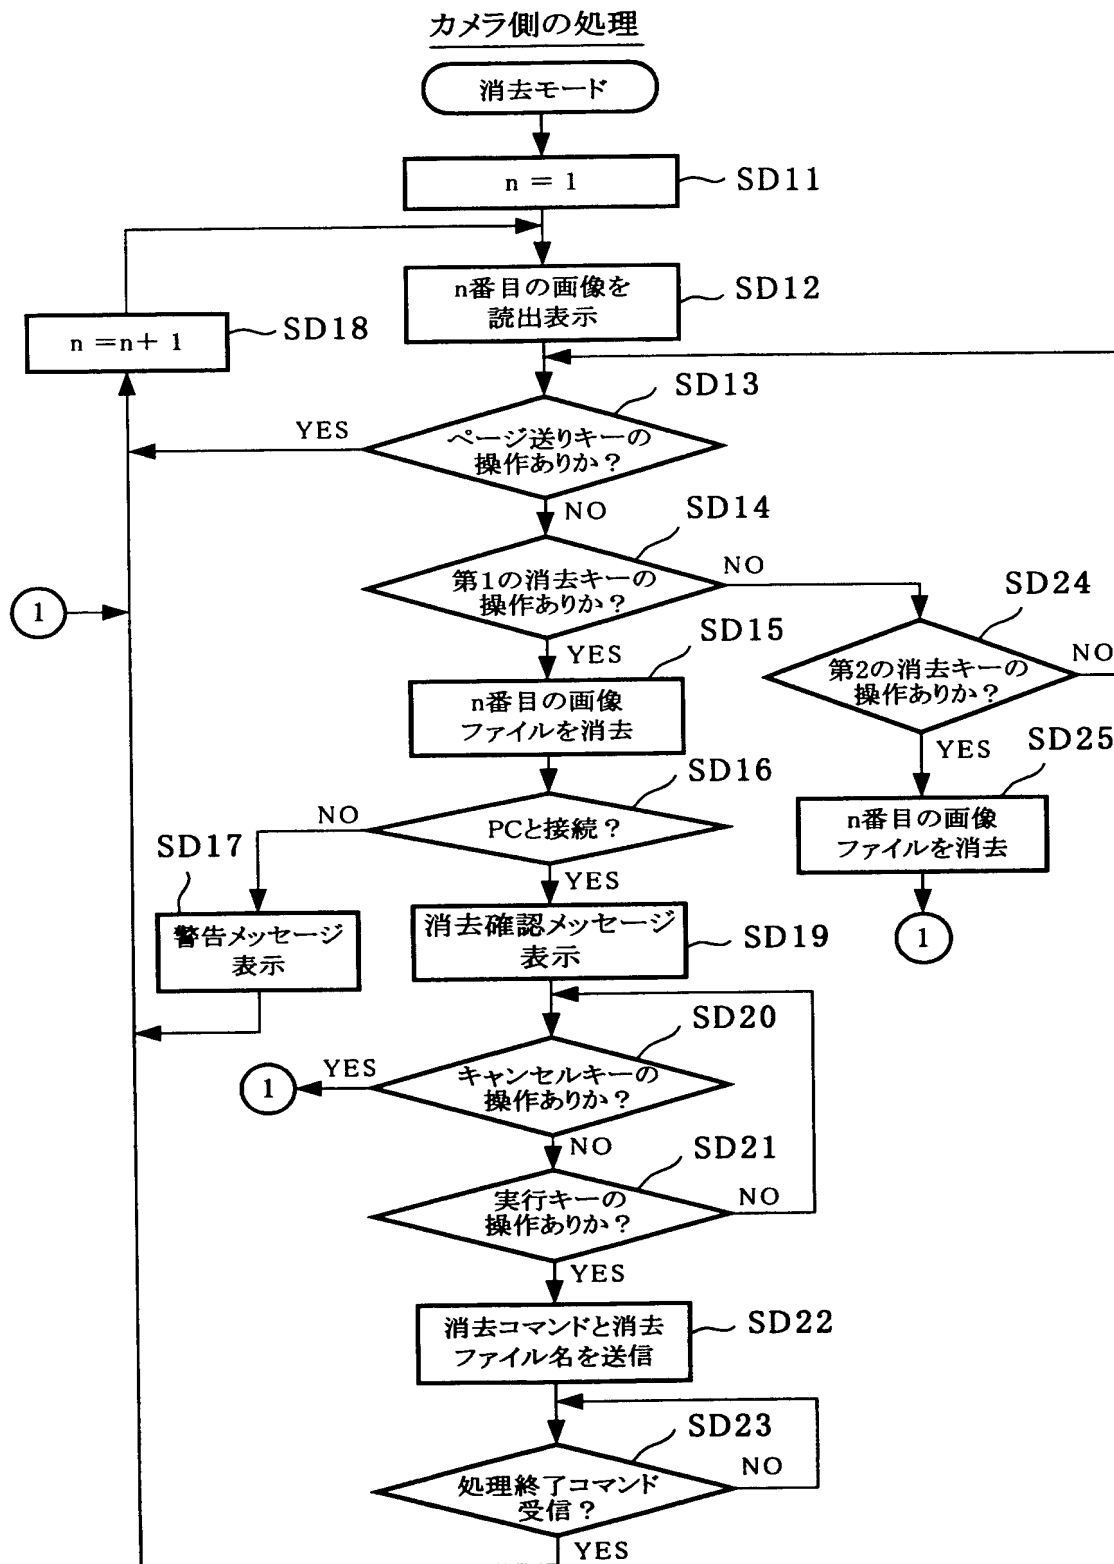 カメラ側の処理
消去モード
n = 1
SD11
n番目の画像を
読出表示
SD12
n =n+ 1
SD18
SD13
ページ送りキーの
操作ありか?
YES
NO
SD14
第1の消去キーの
操作ありか?
NO
YES
1
SD24
第2の消去キーの
操作ありか?
NO
YES
SD15
n番目の画像
ファイルを消去
SD25
n番目の画像
ファイルを消去
1
SD16
PCと接続?
NO
YES
SD17
警告メッセージ
表示
消去確認メッセージ
表示
SD19
SD20
キャンセルキーの
操作ありか?
YES
1
NO
SD21
実行キーの
操作ありか?
NO
YES
消去コマンドと消去
ファイル名を送信
SD22
SD23
処理終了コマンド
受信?
NO
YES